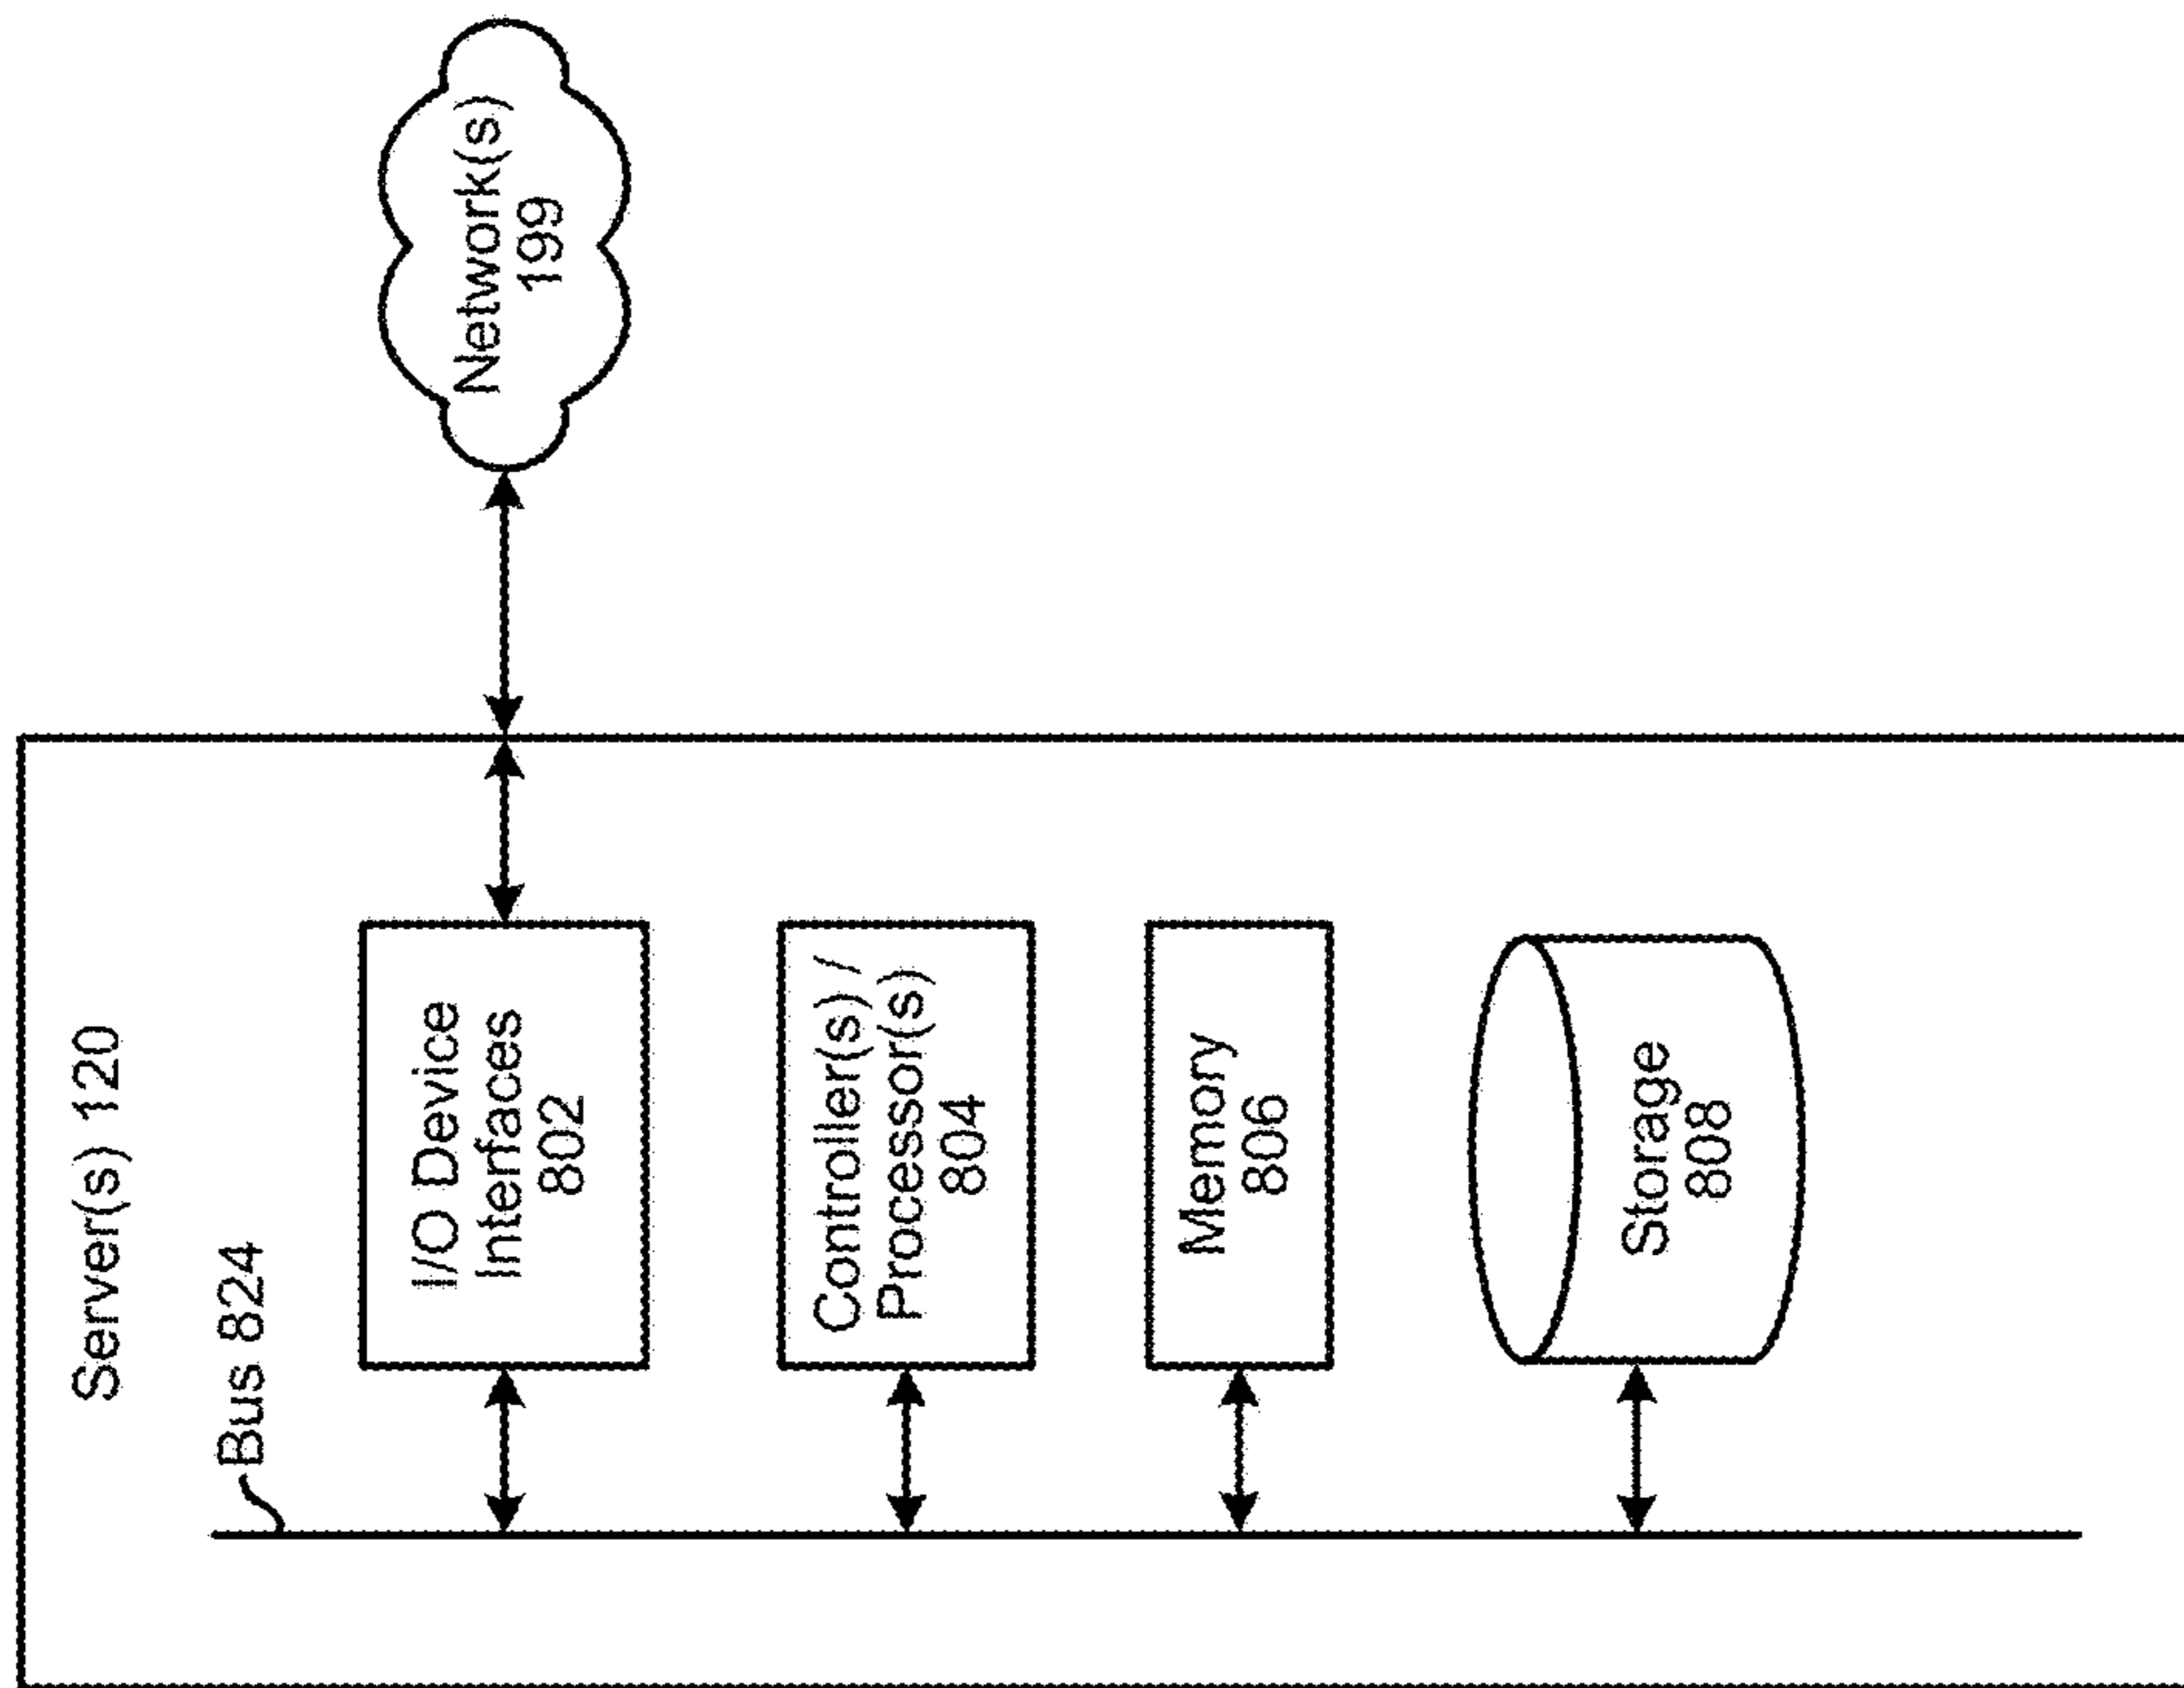 Server(s) 120
Bus 824
I/O Device
Interfaces
802
Network(s)
199
Controller(s) /
Processor(s)
804
Memory
806
Storage
808